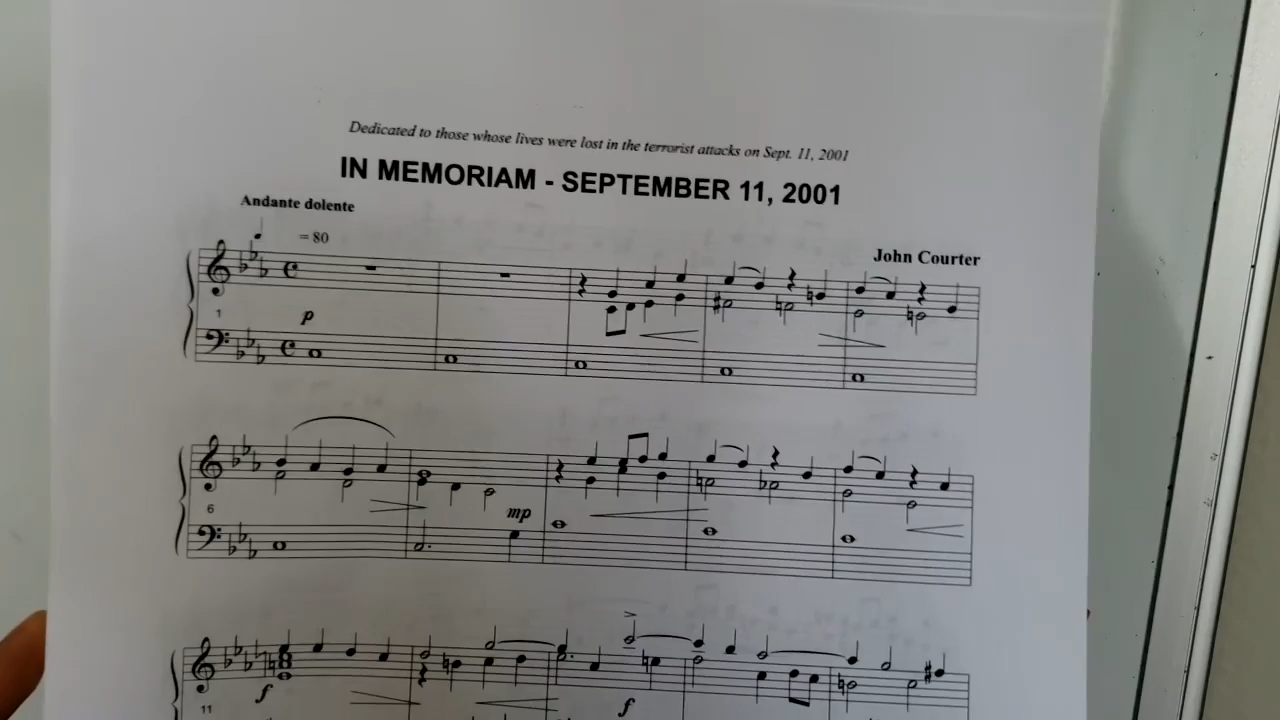 Dedicated to those whose lives were lost in the terrorist attacks on Sept. 11, 2001
IN MEMORIAM - SEPTEMBER 11, 2001
Andante dolente
= 80
John Courter
1
p
6
mp
11
f
f